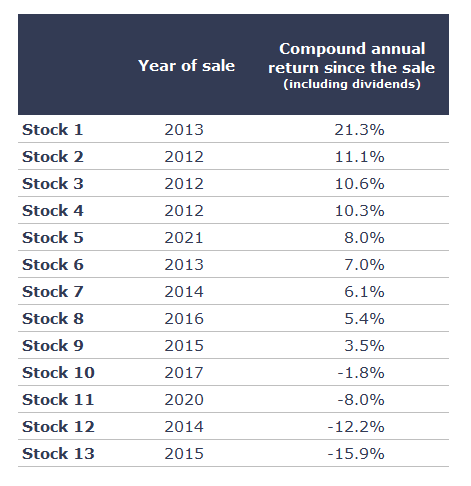 Year of sale
Compound annual
return since the sale
(including dividends)
Stock 1 2013 21.3%
Stock 2 2012 11.1%
Stock 3 2012 10.6%
Stock 4 2012 10.3%
Stock 5 2021 8.0%
Stock 6 2013 7.0%
Stock 7 2014 6.1%
Stock 8 2016 5.4%
Stock 9 2015 3.5%
Stock 10 2017 -1.8%
Stock 11 2020 -8.0%
Stock 12 2014 -12.2%
Stock 13 2015 -15.9%